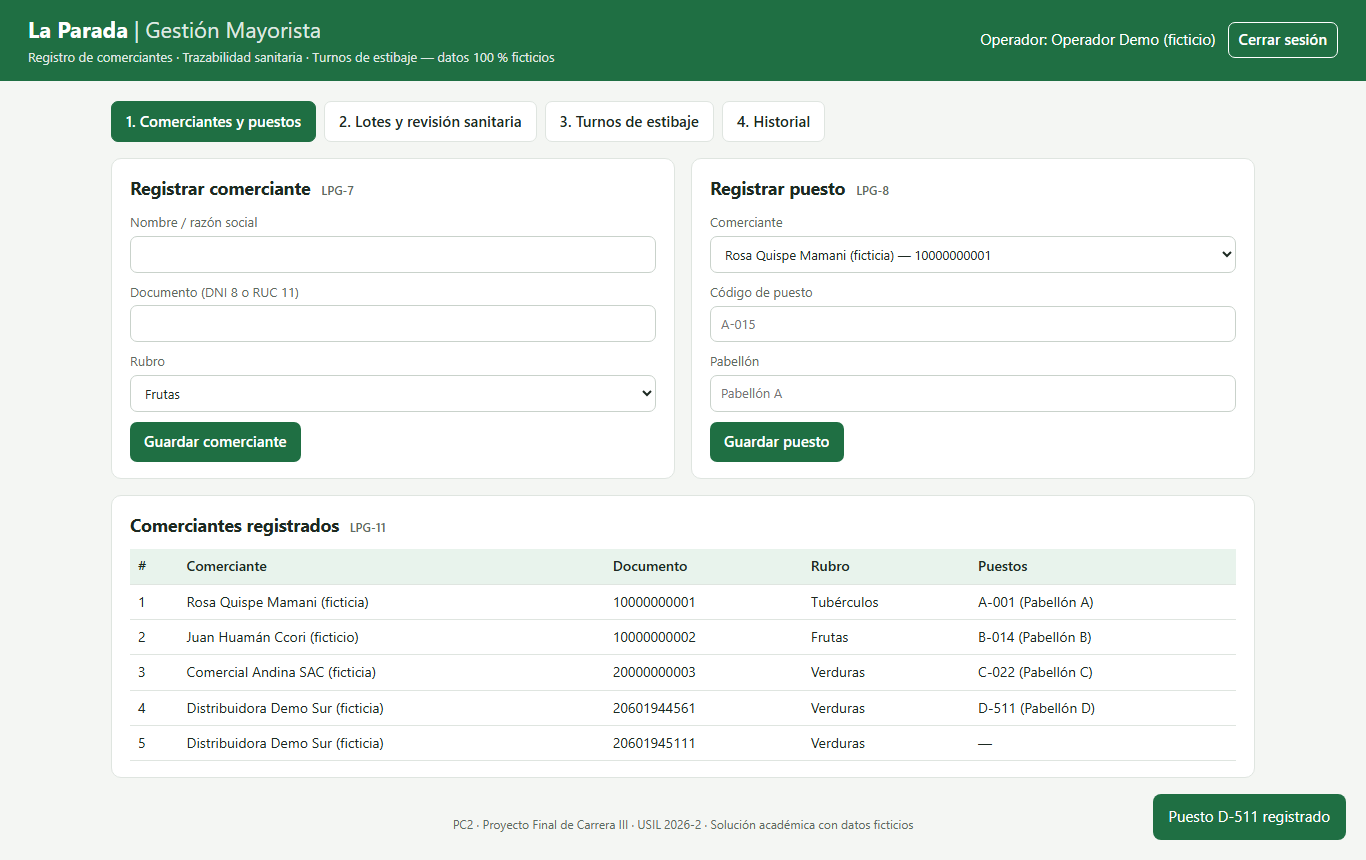 La Parada | Gestión Mayorista
Registro de comerciantes · Trazabilidad sanitaria · Turnos de estibaje — datos 100 % ficticios
Operador: Operador Demo (ficticio)
Cerrar sesión
1. Comerciantes y puestos
2. Lotes y revisión sanitaria
3. Turnos de estibaje
4. Historial
Registrar comerciante LPG-7
Nombre / razón social
Documento (DNI 8 o RUC 11)
Rubro
Frutas
Guardar comerciante
Registrar puesto LPG-8
Comerciante
Rosa Quispe Mamani (ficticia) — 10000000001
Código de puesto
A-015
Pabellón
Pabellón A
Guardar puesto
Comerciantes registrados LPG-11
# Comerciante Documento Rubro Puestos
1 Rosa Quispe Mamani (ficticia) 10000000001 Tubérculos A-001 (Pabellón A)
2 Juan Huamán Ccori (ficticio) 10000000002 Frutas B-014 (Pabellón B)
3 Comercial Andina SAC (ficticia) 20000000003 Verduras C-022 (Pabellón C)
4 Distribuidora Demo Sur (ficticia) 20601944561 Verduras D-511 (Pabellón D)
5 Distribuidora Demo Sur (ficticia) 20601945111 Verduras —
PC2 · Proyecto Final de Carrera III · USIL 2026-2 · Solución académica con datos ficticios
Puesto D-511 registrado